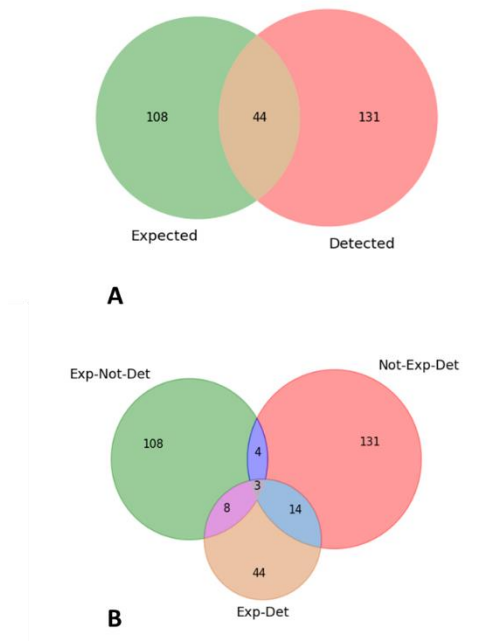 108 44 131
Expected
Detected
A
Not-Exp-Det
Exp-Not-Det
108 131
4
3
8 14
44
Exp-Det
B